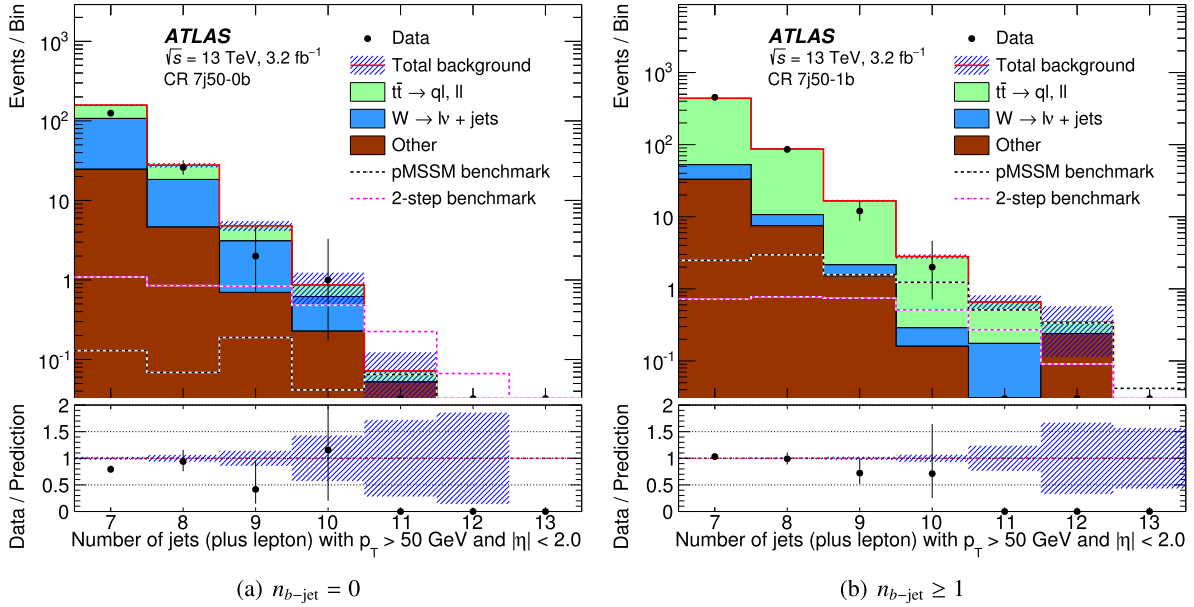 Events / Bin
10³
10²
10
1
10⁻¹
ATLAS
√s = 13 TeV, 3.2 fb⁻¹
CR 7j50-0b
Data
Total background
tt̄ → ql, ll
W → lν + jets
Other
pMSSM benchmark
2-step benchmark
Data / Prediction
2
1.5
1
0.5
0
7 8 9 10 11 12 13
Number of jets (plus lepton) with p_T > 50 GeV and |η| < 2.0
(a) n_b−jet = 0
Events / Bin
10³
10²
10
1
10⁻¹
ATLAS
√s = 13 TeV, 3.2 fb⁻¹
CR 7j50-1b
Data
Total background
tt̄ → ql, ll
W → lν + jets
Other
pMSSM benchmark
2-step benchmark
Data / Prediction
2
1.5
1
0.5
0
7 8 9 10 11 12 13
Number of jets (plus lepton) with p_T > 50 GeV and |η| < 2.0
(b) n_b−jet ≥ 1